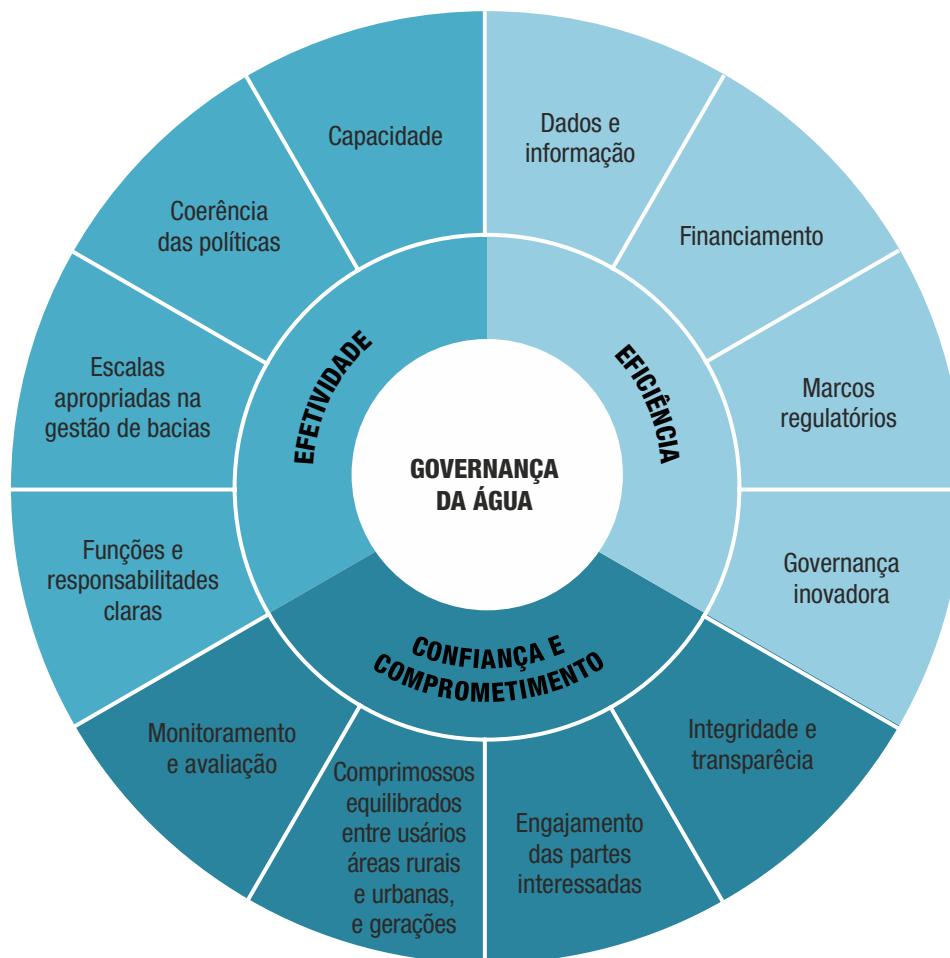 Capacidade
Dados e
informação
Coerência
das políticas
Financiamento
Escalas
apropriadas na
gestão de bacias
EFETIVIDADE
EFICIÊNCIA
Marcos
regulatórios
GOVERNANÇA
DA ÁGUA
Funções e
responsabilitades
claras
Governança
inovadora
CONFIANÇA E
COMPROMETIMENTO
Monitoramento
e avaliação
Comprimossos
equilibrados
entre usários
áreas rurais
e urbanas,
e gerações
Engajamento
das partes
interessadas
Integridade e
transparêcia